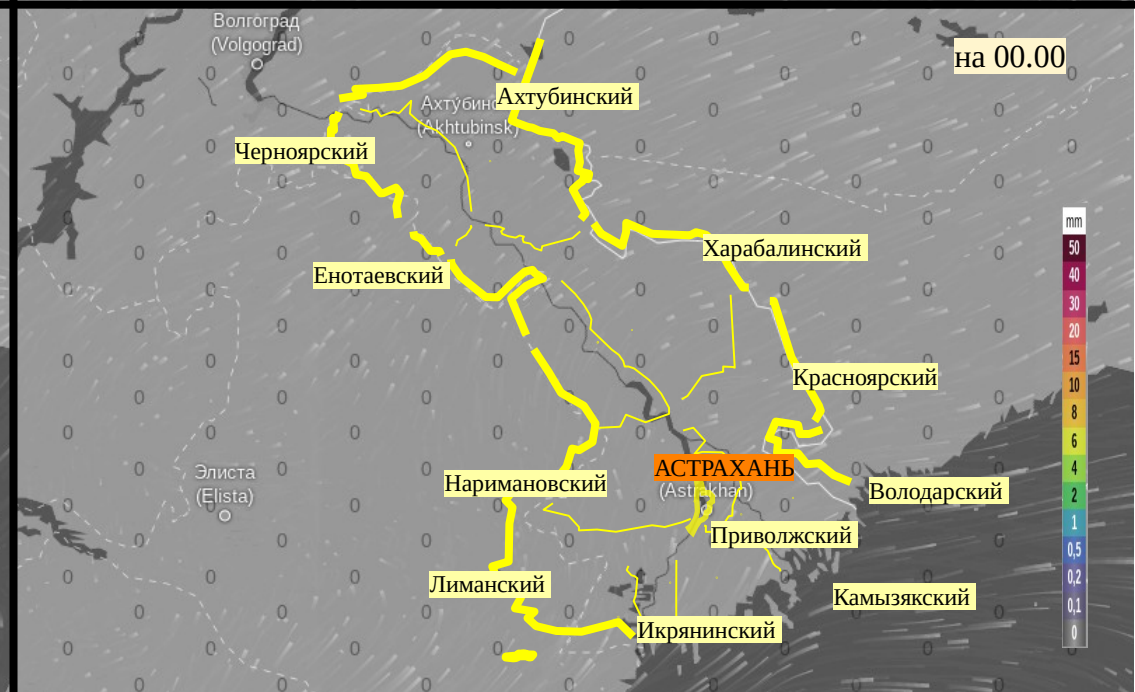 Волгоград
(Volgograd)
на 00.00
Ахтубинский
Ахту́бинс
(Akhtubinsk)
Черноярский
Харабалинский
Енотаевский
mm
50
40
30
20
15
10
8
6
4
2
1
0,5
0,2
0,1
0
Красноярский
Элиста
(Elista)
АСТРАХАНЬ
(Astrakhan)
Наримановский
Володарский
Приволжский
Лиманский
Камызякский
Икрянинский